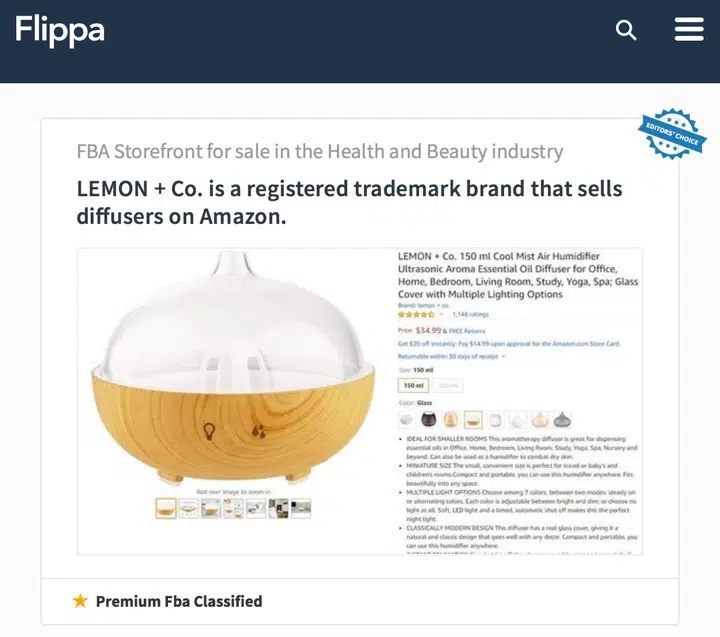 Flippa
EDITORS' CHOICE
FBA Storefront for sale in the Health and Beauty industry
LEMON + Co. is a registered trademark brand that sells
diffusers on Amazon.
LEMON + Co. 150 ml Cool Mist Air Humidifier
Ultrasonic Aroma Essential Oil Diffuser for Office,
Home, Bedroom, Living Room, Study, Yoga, Spa; Glass
Cover with Multiple Lighting Options
Brand: lemon + co.
1,148 ratings
Price: $34.99 & FREE Returns
Get $20 off instantly: Pay $14.99 upon approval for the Amazon.com Store Card.
Returnable within 30 days of receipt
Size: 150 ml
150 ml
Color: Glass
• IDEAL FOR SMALLER ROOMS This aromatherapy diffuser is great for dispensing
essential oils in Office, Home, Bedroom, Living Room, Study, Yoga, Spa, Nursery and
beyond. Can also be used as a humidifier to combat dry skin.
• MINIATURE SIZE The small, convenient size is perfect for travel or baby's and
children's rooms.Compact and portable, you can use this humidifier anywhere. Fits
beautifully into any space.
• MULTIPLE LIGHT OPTIONS Choose among 7 colors, between two modes: steady on
or alternating colors. Each color is adjustable between bright and dim; or choose no
light at all. Soft, LED light and a timed, automatic shut off makes this the perfect
night light.
• CLASSICALLY MODERN DESIGN This diffuser has a real glass cover, giving it a
natural and classic design that goes well with any decor. Compact and portable, you
can use this humidifier anywhere.
Roll over image to zoom in
Premium Fba Classified